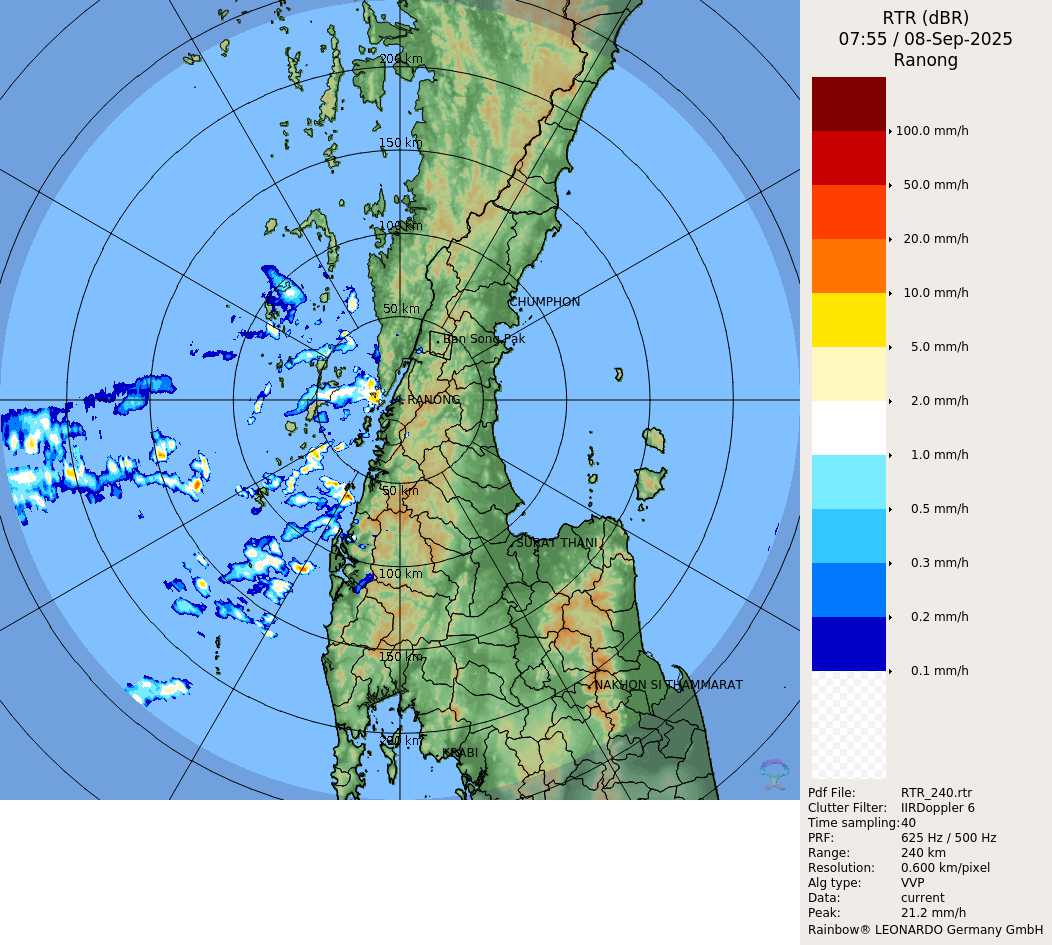 RTR (dBR)
07:55 / 08-Sep-2025
Ranong
200 km
150 km
100 km
50 km
CHUMPHON
Ban Song Pak
RANONG
50 km
SURAT THANI
100 km
150 km
NAKHON SI THAMMARAT
200 km
KRABI
100.0 mm/h
50.0 mm/h
20.0 mm/h
10.0 mm/h
5.0 mm/h
2.0 mm/h
1.0 mm/h
0.5 mm/h
0.3 mm/h
0.2 mm/h
0.1 mm/h
Pdf File: RTR_240.rtr
Clutter Filter: IIRDoppler 6
Time sampling:40
PRF: 625 Hz / 500 Hz
Range: 240 km
Resolution: 0.600 km/pixel
Alg type: VVP
Data: current
Peak: 21.2 mm/h
Rainbow® LEONARDO Germany GmbH